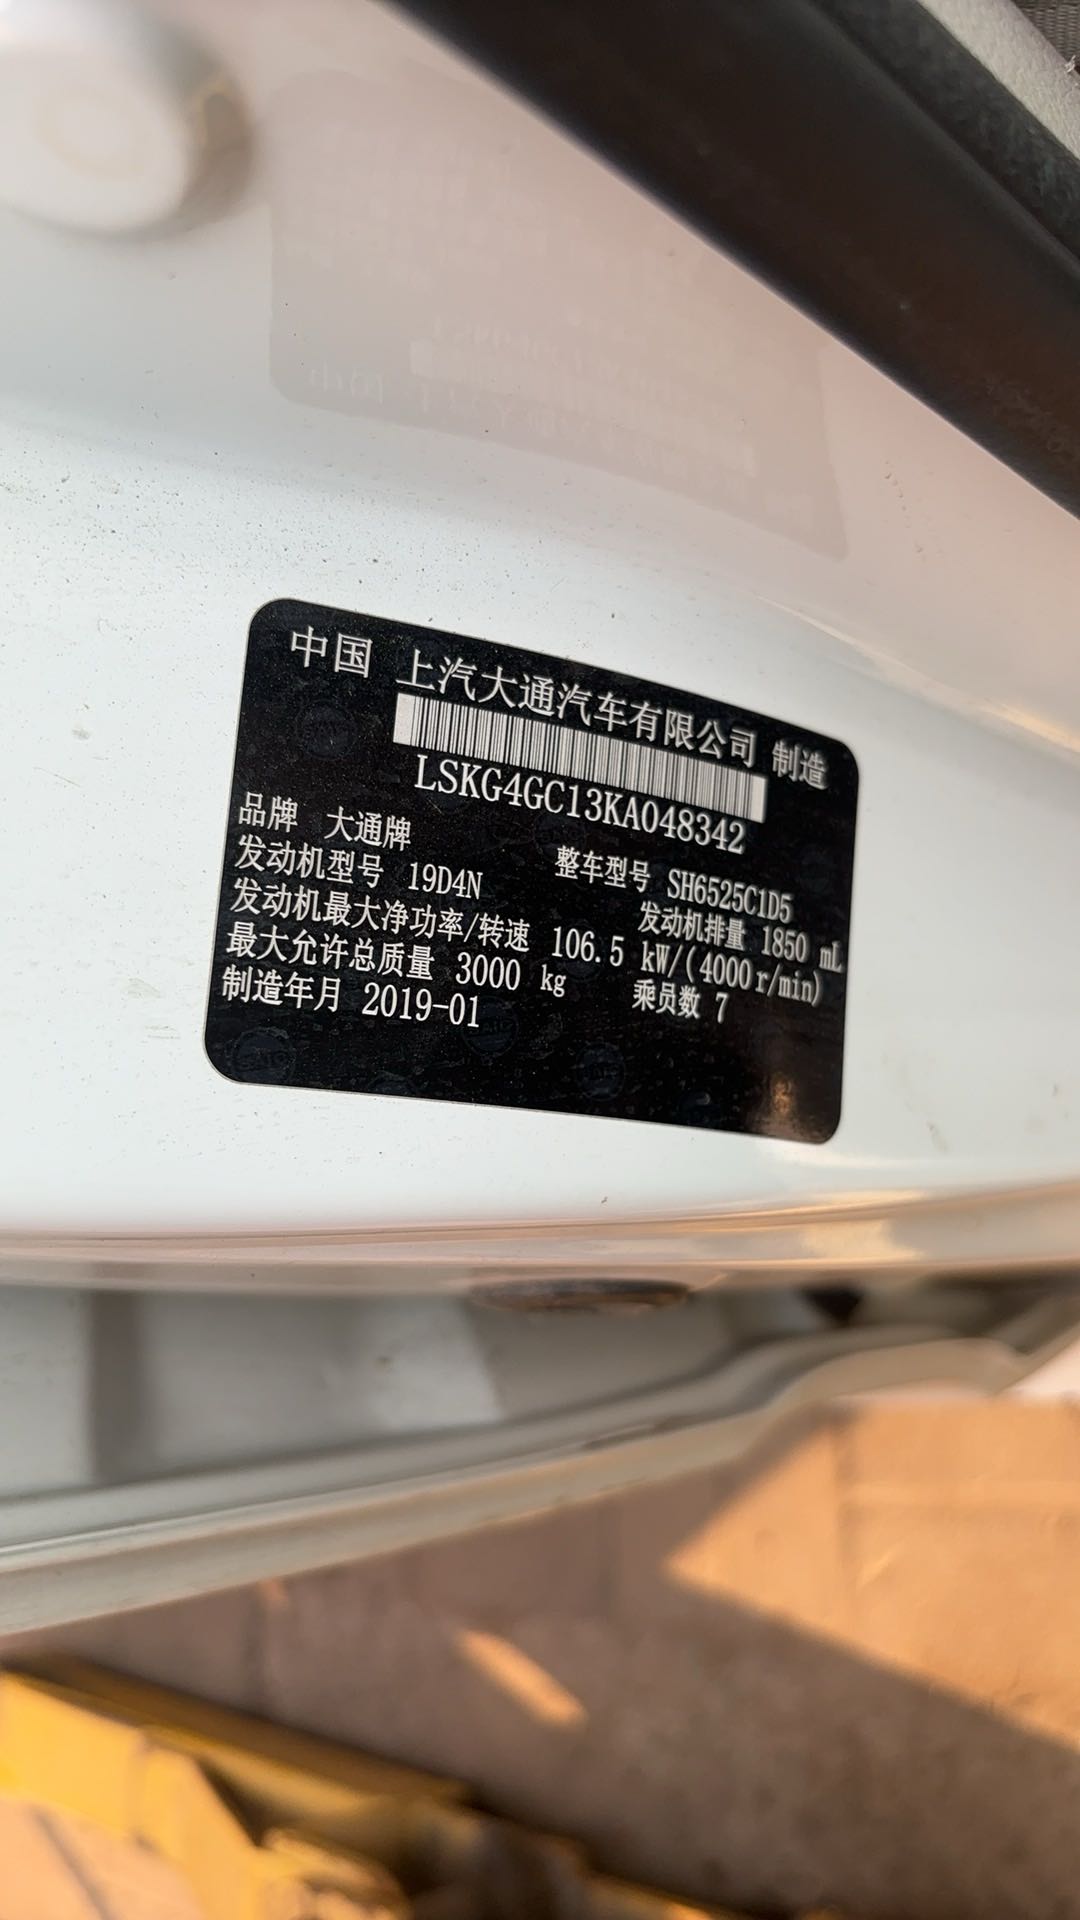 中国 上汽大通汽车有限公司 制造
LSKG4GC13KA048342
品牌 大通牌 整车型号 SH6525C1D5
发动机型号 19D4N 发动机排量 1850 mL
发动机最大净功率/转速 106.5 kW/(4000r/min)
最大允许总质量 3000 kg 乘员数 7
制造年月 2019-01